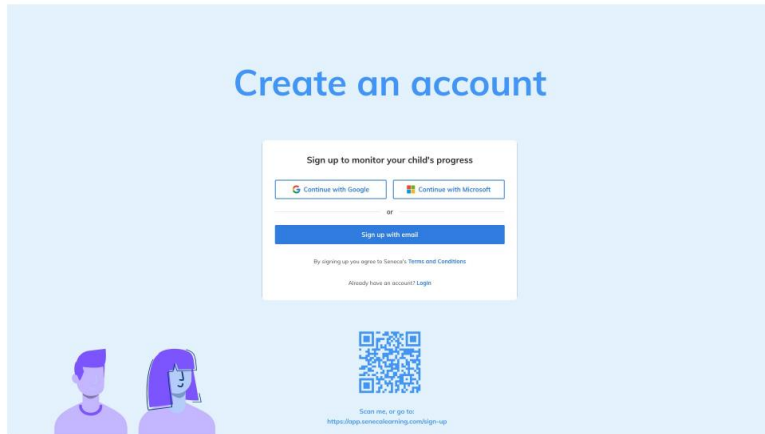 Create an account
Sign up to monitor your child's progress
Continue with Google
Continue with Microsoft
or
Sign up with email
By signing up you agree to Seneca's Terms and Conditions
Already have an account? Login
Scan me, or go to:
https://app.senecalearning.com/sign-up